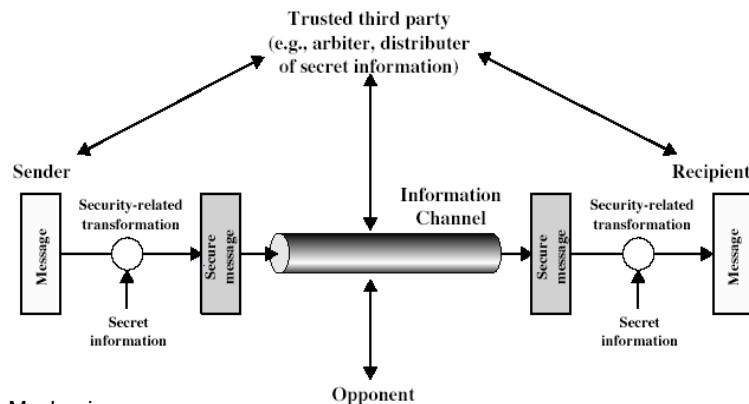 Trusted third party
(e.g., arbiter, distributer
of secret information)
Sender
Recipient
Information
Channel
Security-related
transformation
Security-related
transformation
Message
Secure
message
Secure
message
Message
Secret
information
Secret
information
Opponent